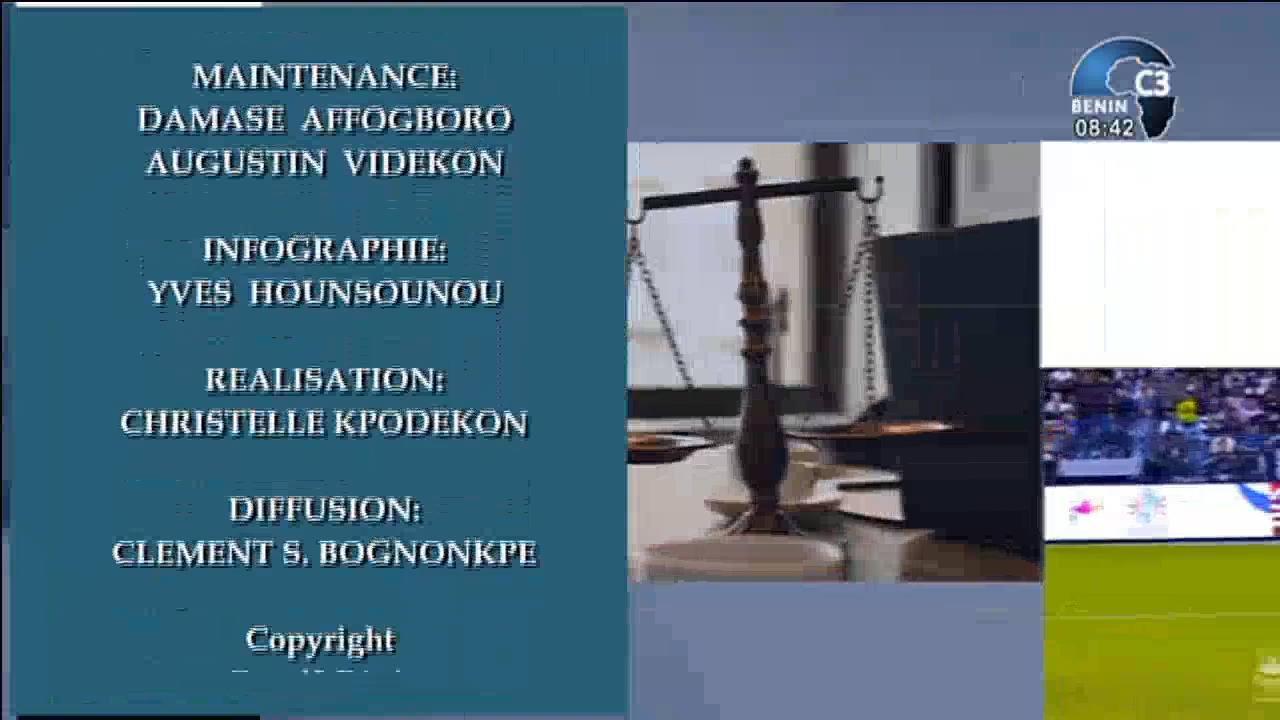 MAINTENANCE:
DAMASE AFFOGBORO
AUGUSTIN VIDEKON
INFOGRAPHIE:
YVES HOUNSOUNOU
REALISATION:
CHRISTELLE KPODEKON
DIFFUSION:
CLEMENT S. BOGNONKPE
Copyright
C3
BENIN
08:42